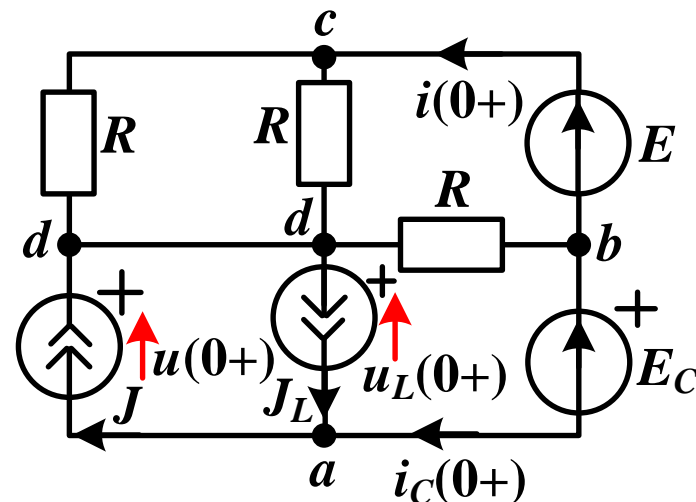 c
i(0+)
R
R
E
R
d
d
b
+
+
+
u(0+)
u_L(0+)
E_C
J
J_L
a
i_C(0+)